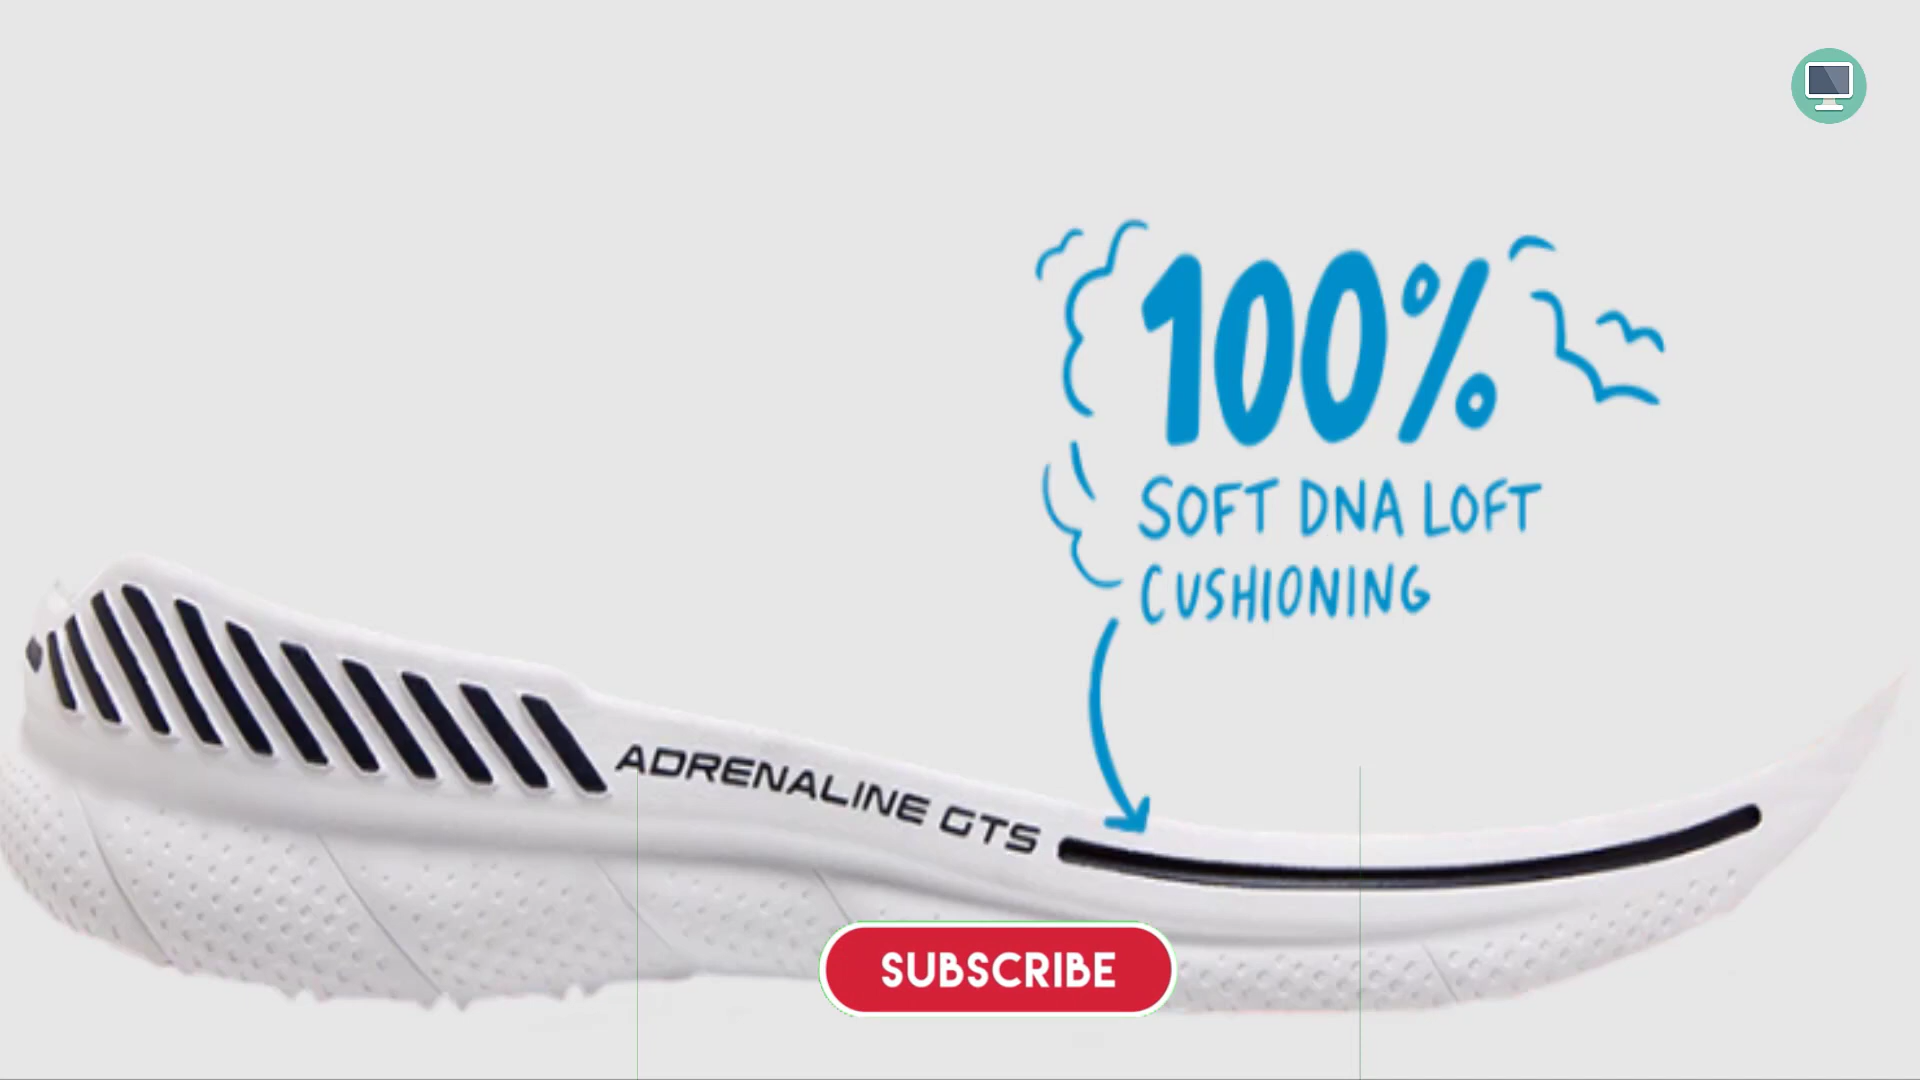 100%
SOFT DNA LOFT
CUSHIONING
ADRENALINE GTS
SUBSCRIBE